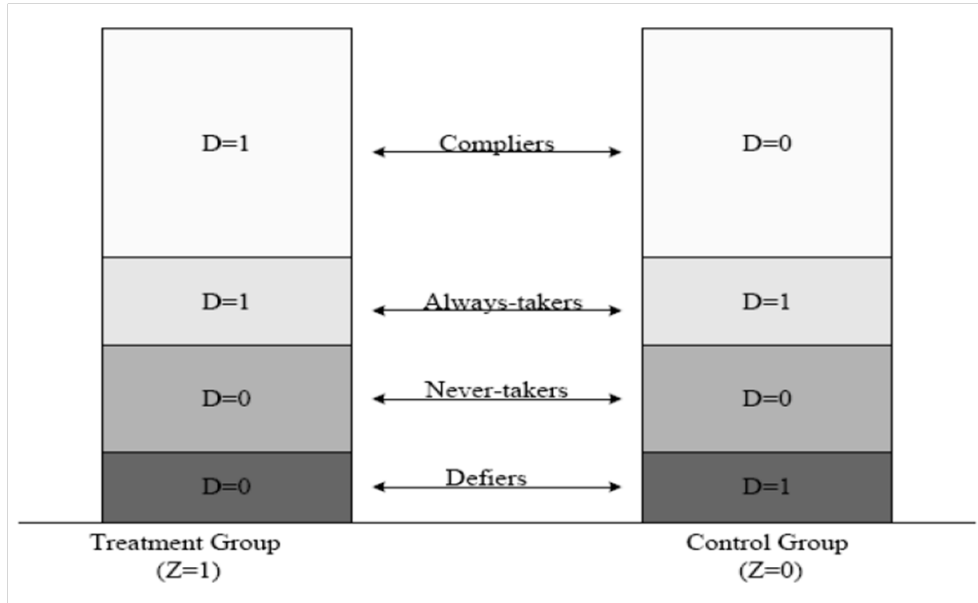 D=1
Compliers
D=0
D=1
Always-takers
D=1
D=0
Never-takers
D=0
D=0
Defiers
D=1
Treatment Group
(Z=1)
Control Group
(Z=0)